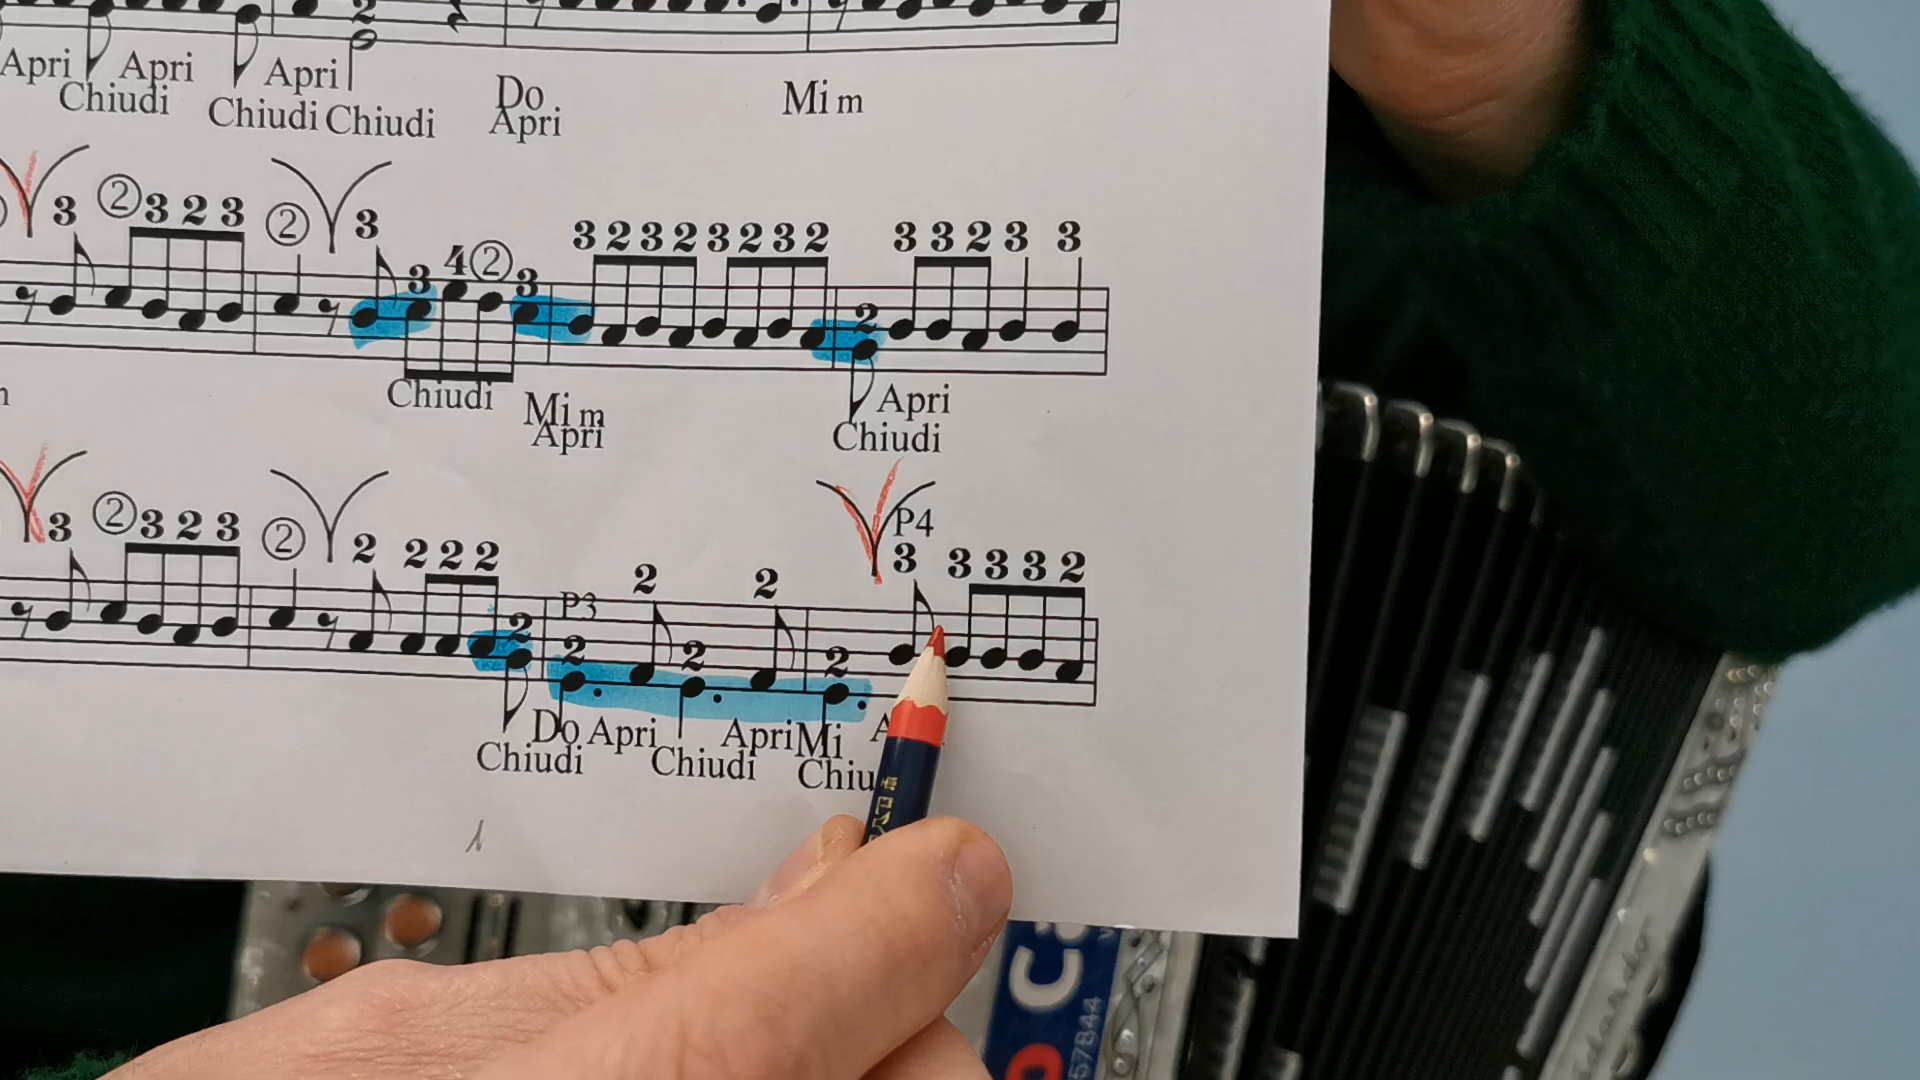 2
Apri Apri Apri
Chiudi Chiudi Chiudi
Do Mi m
Apri
3 2 3 2 3 2 3 3 4 2 3 3 2 3 2 3 2 3 2 2 3 3 2 3 3
Chiudi Mi m Apri
Apri Chiudi
P4
3 2 3 2 3 2 2 2 2 2 2 P3 2 2 2 2 2 3 3 3 3 2
Do Apri Apri Mi
Chiudi Chiudi
1
57844